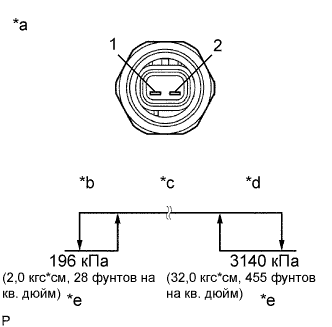 *a
1 2
*b *c *d
196 кПа 3140 кПа
(2,0 кгс*см, 28 фунтов на (32,0 кгс*см, 455 фунтов
кв. дюйм) на кв. дюйм)
*e *e
P